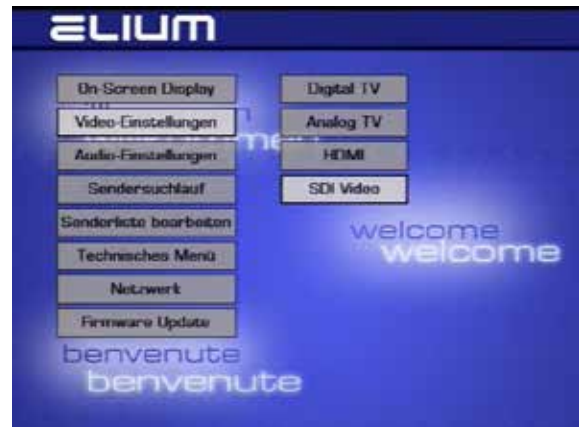 ELIUM
On-Screen Display
Video-Einstellungen
Audio-Einstellungen
Sendersuchlauf
Senderliste bearbeiten
Technisches Menü
Netzwerk
Firmware Update
Digital TV
Analog TV
HDMI
SDI Video
welcome
welcome
benvenute
benvenute